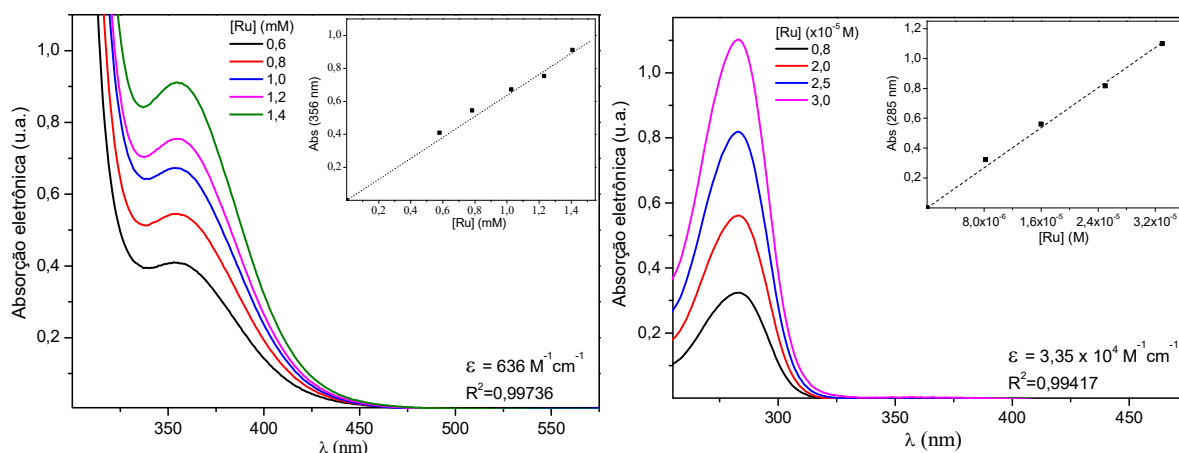 [Ru] (mM)
0,6
0,8
1,0
1,2
1,4
Absorção eletrônica (u.a.)
1,0
0,8
0,6
0,4
0,2
350
400
450
500
550
λ (nm)
Abs (356 nm)
1,0
0,8
0,6
0,4
0,2
0,2
0,4
0,6
0,8
1,0
1,2
1,4
[Ru] (mM)
ε = 636 M⁻¹cm⁻¹
R²=0,99736
[Ru] (x10⁻⁵ M)
0,8
2,0
2,5
3,0
Absorção eletrônica (u.a.)
1,0
0,8
0,6
0,4
0,2
300
350
400
450
λ (nm)
Abs (285 nm)
1,2
1,0
0,8
0,6
0,4
0,2
8,0x10⁻⁶
1,6x10⁻⁵
2,4x10⁻⁵
3,2x10⁻⁵
[Ru] (M)
ε = 3,35 x 10⁴ M⁻¹cm⁻¹
R²=0,99417